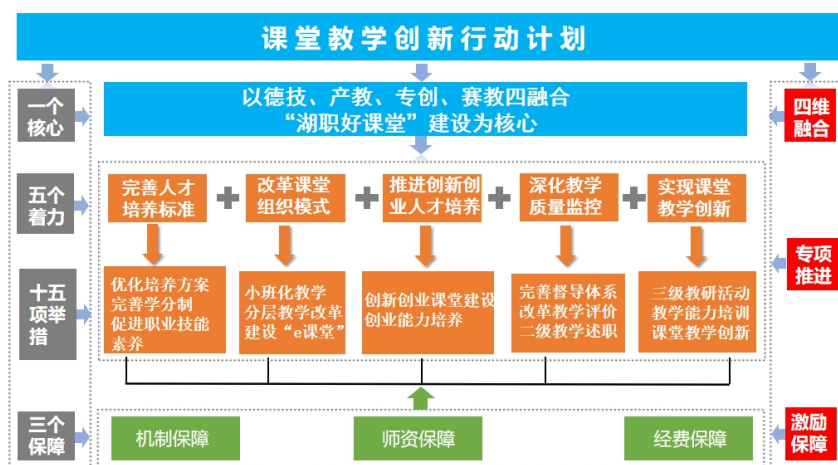 课堂教学创新行动计划
一个
核心
以德技、产教、专创、赛教四融合
“湖职好课堂”建设为核心
四维
融合
五个
着力
完善人才
培养标准
改革课堂
组织模式
推进创新创
业人才培养
深化教学
质量监控
实现课堂
教学创新
专项
推进
十五
项举
措
优化培养方案
完善学分制
促进职业技能
素养
小班化教学
分层教学改革
建设“e课堂”
创新创业课堂建设
创业能力培养
完善督导体系
改革教学评价
二级教学述职
三级教研活动
教学能力培训
课堂教学创新
三个
保障
机制保障
师资保障
经费保障
激励
保障